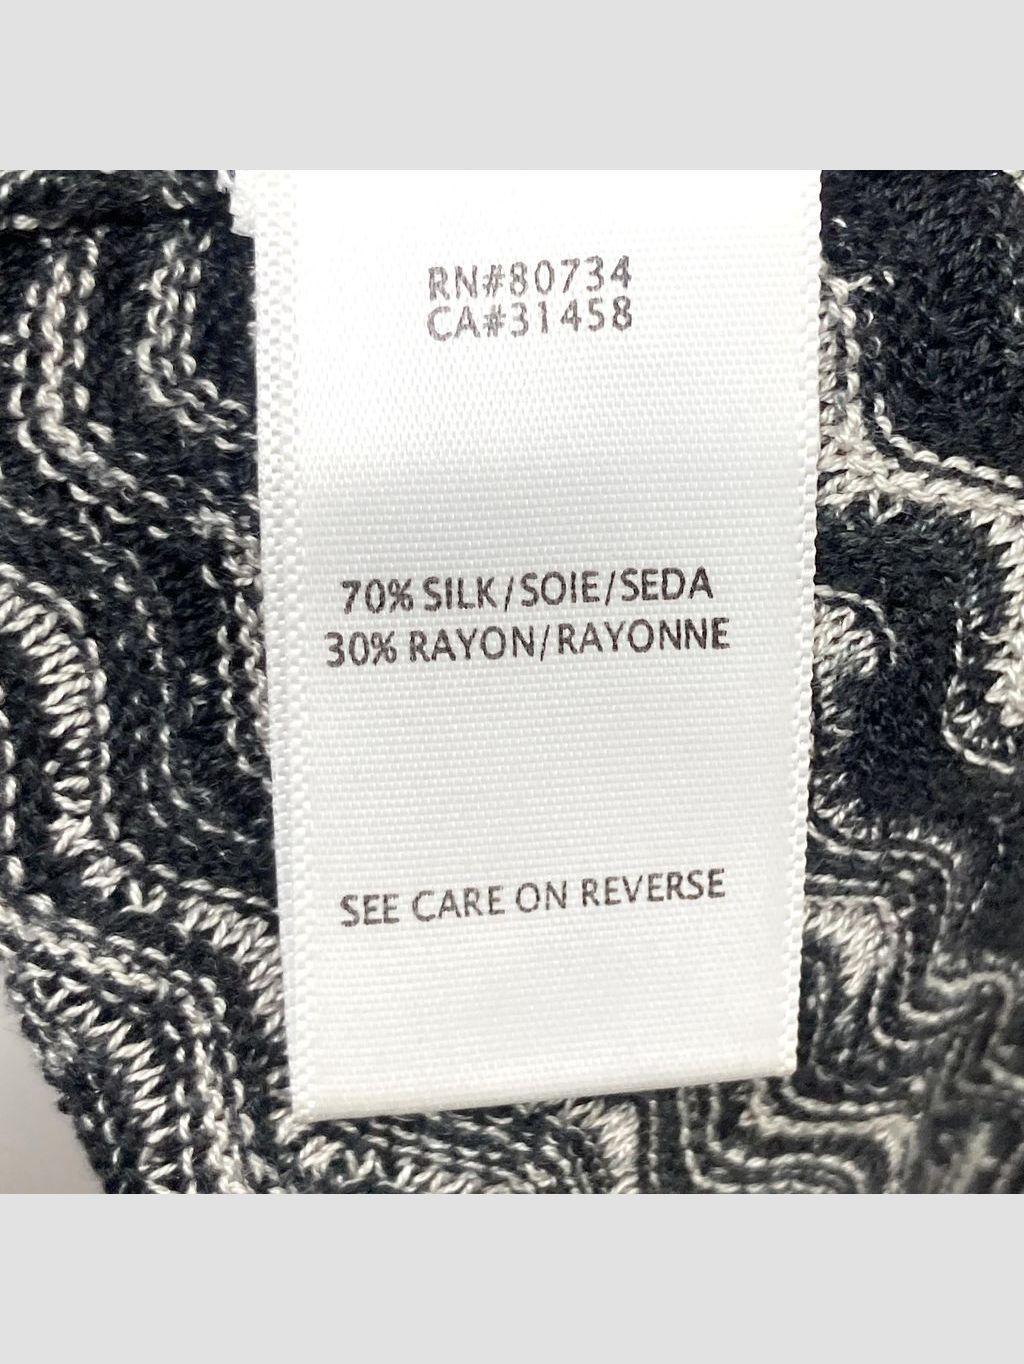 RN#80734
CA#31458
70% SILK/SOIE/SEDA
30% RAYON/RAYONNE
SEE CARE ON REVERSE